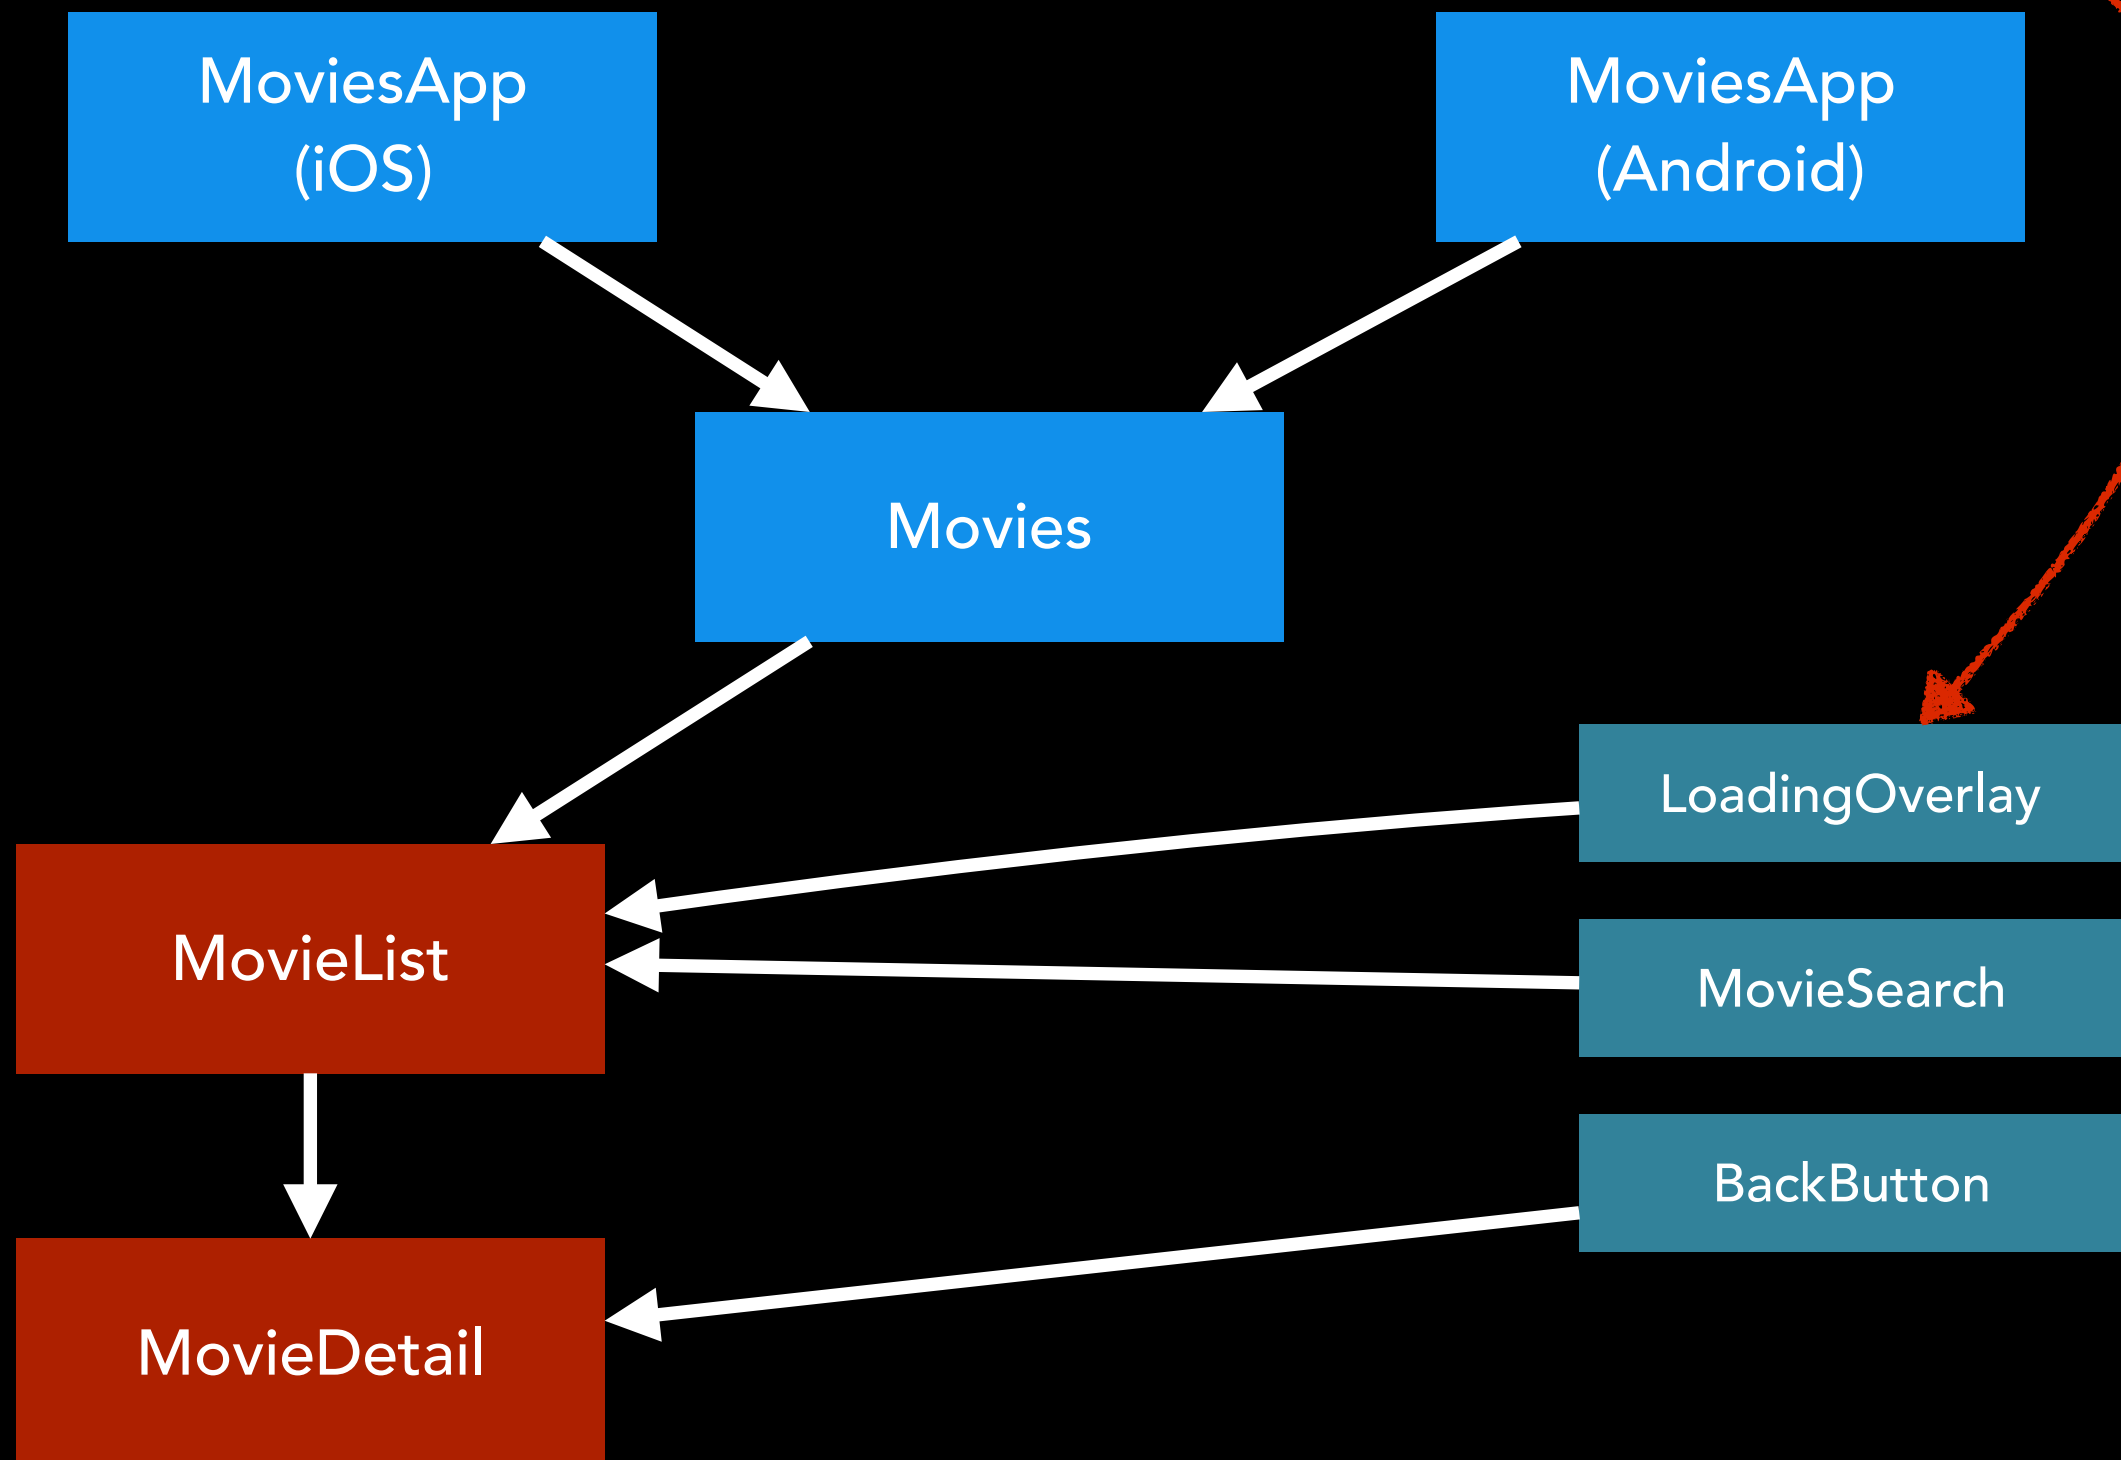 MoviesApp
(iOS)
MoviesApp
(Android)
Movies
LoadingOverlay
MovieList
MovieSearch
BackButton
MovieDetail